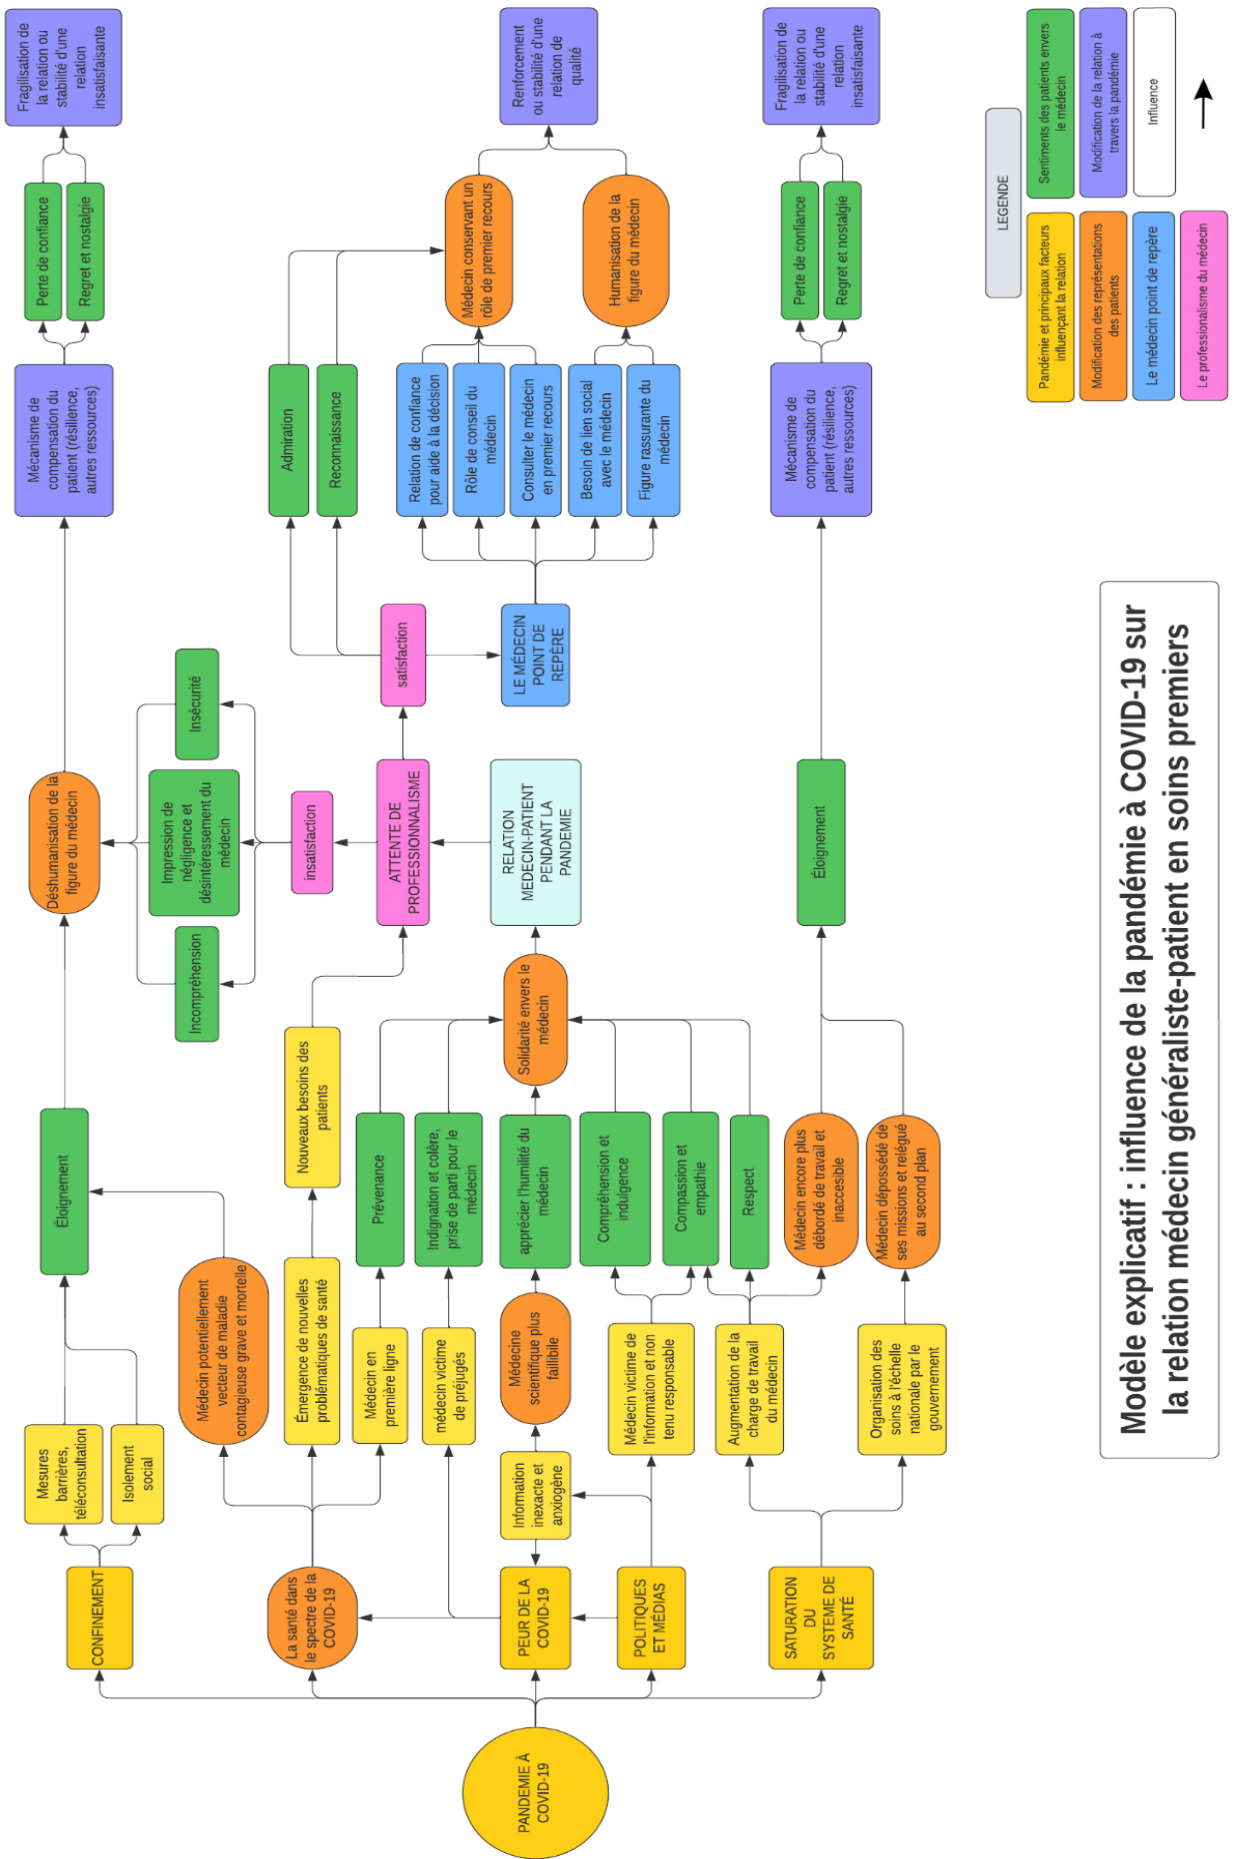 PANDEMIE À
COVID-19
CONFINEMENT
La santé dans
le spectre de la
COVID-19
PEUR DE LA
COVID-19
POLITIQUES
ET MÉDIAS
SATURATION
DU
SYSTEME DE
SANTÉ
Mesures
barrières,
téléconsultation
Isolement
social
Médecin potentiellement
vecteur de maladie
contagieuse grave et mortelle
Émergence de nouvelles
problématiques de santé
Médecin en
première ligne
médecin victime
de préjugés
Information
inexacte et
anxiogène
Médecine
scientifique plus
faillibile
Médecin victime de
l'information et non
tenu responsable
Augmentation de la
charge de travail
du médecin
Organisation des
soins à l'échelle
nationale par le
gouvernement
Éloignement
Nouveaux besoins des
patients
Prévenance
Indignation et colère,
prise de parti pour le
médecin
apprécier l'humilité du
médecin
Compréhension et
indulgence
Compassion et
empathie
Respect
Médecin encore plus
débordé de travail et
inaccesible
Médecin dépossédé de
ses missions et relégué
au second plan
Solidarité envers le
médecin
Déshumanisation de la
figure du médecin
Incompréhension
Impression de
négligence et
désintéressement du
médecin
Insécurité
insatisfaction
ATTENTE DE
PROFESSIONNALISME
RELATION
MEDECIN-PATIENT
PENDANT LA
PANDEMIE
Éloignement
satisfaction
LE MÉDECIN
POINT DE
REPÈRE
Mécanisme de
compensation du
patient (résilience,
autres ressources)
Admiration
Reconnaissance
Relation de confiance
pour aide à la décision
Rôle de conseil du
médecin
Consulter le médecin
en premier recours
Besoin de lien social
avec le médecin
Figure rassurante du
médecin
Mécanisme de
compensation du
patient (résilience,
autres ressources)
Perte de confiance
Regret et nostalgie
Médecin conservant un
rôle de premier recours
Humanisation de la
figure du médecin
Perte de confiance
Regret et nostalgie
Fragilisation de
la relation ou
stabilité d'une
relation
insatisfaisante
Renforcement
ou stabilité d'une
relation de
qualité
Fragilisation de
la relation ou
stabilité d'une
relation
insatisfaisante
LEGENDE
Pandémie et principaux facteurs
influençant la relation
Sentiments des patients envers
le médecin
Modification des représentations
des patients
Modification de la relation à
travers la pandémie
Le médecin point de repère
Influence
Le professionalisme du médecin
Modèle explicatif : influence de la pandémie à COVID-19 sur
la relation médecin généraliste-patient en soins premiers